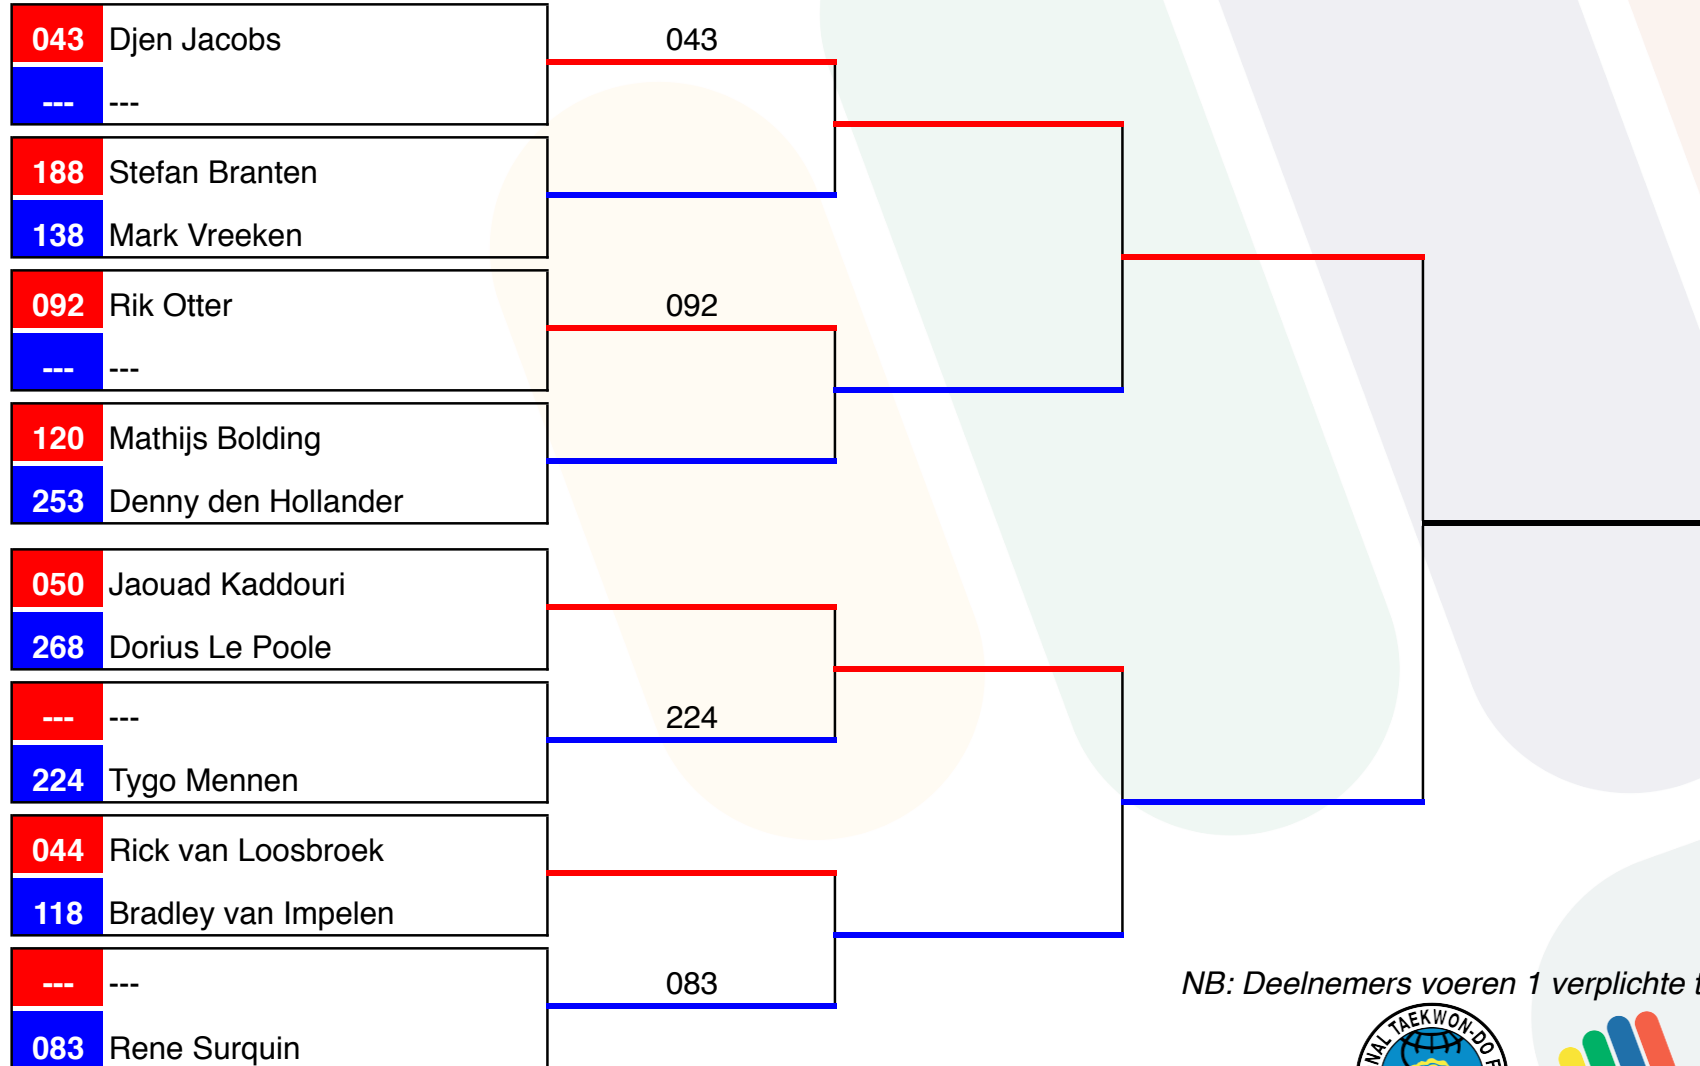 043 Djen Jacobs 043
--- ---
188 Stefan Branten
138 Mark Vreeken
092 Rik Otter 092
--- ---
120 Mathijs Bolding
253 Denny den Hollander
050 Jaouad Kaddouri
268 Dorius Le Poole
--- --- 224
224 Tygo Mennen
044 Rick van Loosbroek
118 Bradley van Impelen
--- --- 083
083 Rene Surquin
NB: Deelnemers voeren 1 verplichte t
NAL TAEKWON-DO F